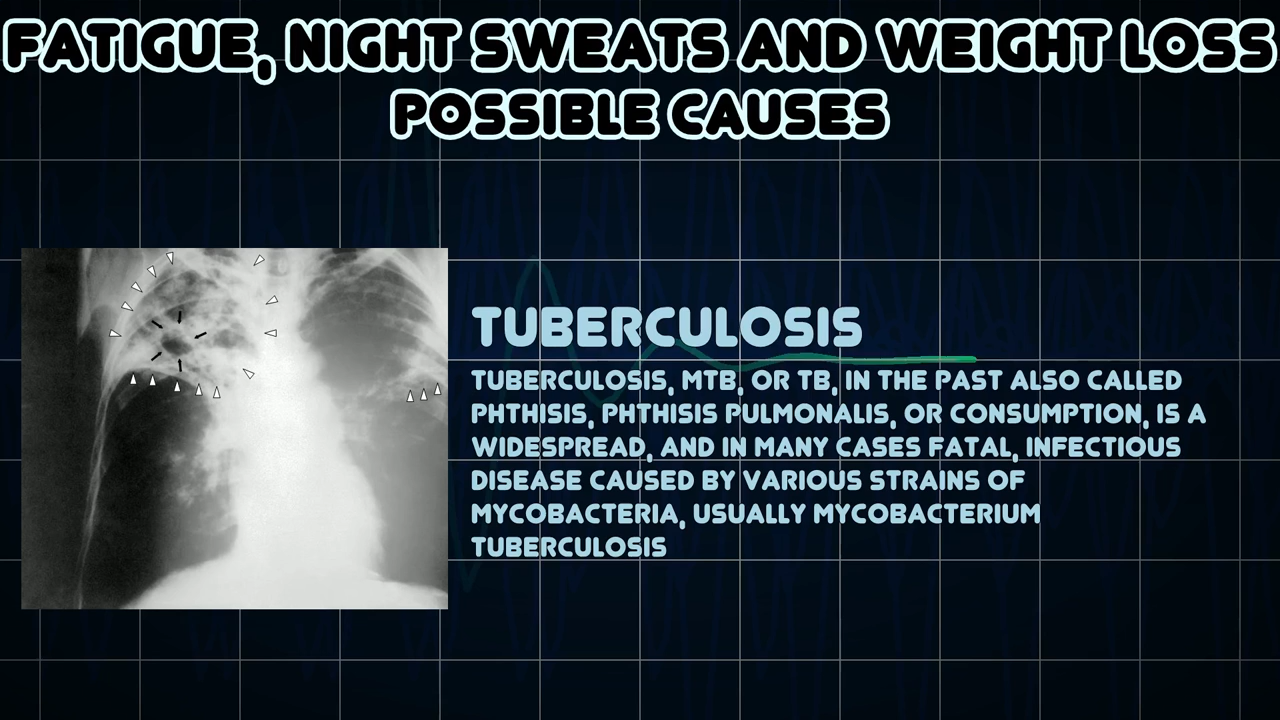 FATIGUE, NIGHT SWEATS AND WEIGHT LOSS
POSSIBLE CAUSES
TUBERCULOSIS
TUBERCULOSIS, MTB, OR TB, IN THE PAST ALSO CALLED
PHTHISIS, PHTHISIS PULMONALIS, OR CONSUMPTION, IS A
WIDESPREAD, AND IN MANY CASES FATAL, INFECTIOUS
DISEASE CAUSED BY VARIOUS STRAINS OF
MYCOBACTERIA, USUALLY MYCOBACTERIUM
TUBERCULOSIS